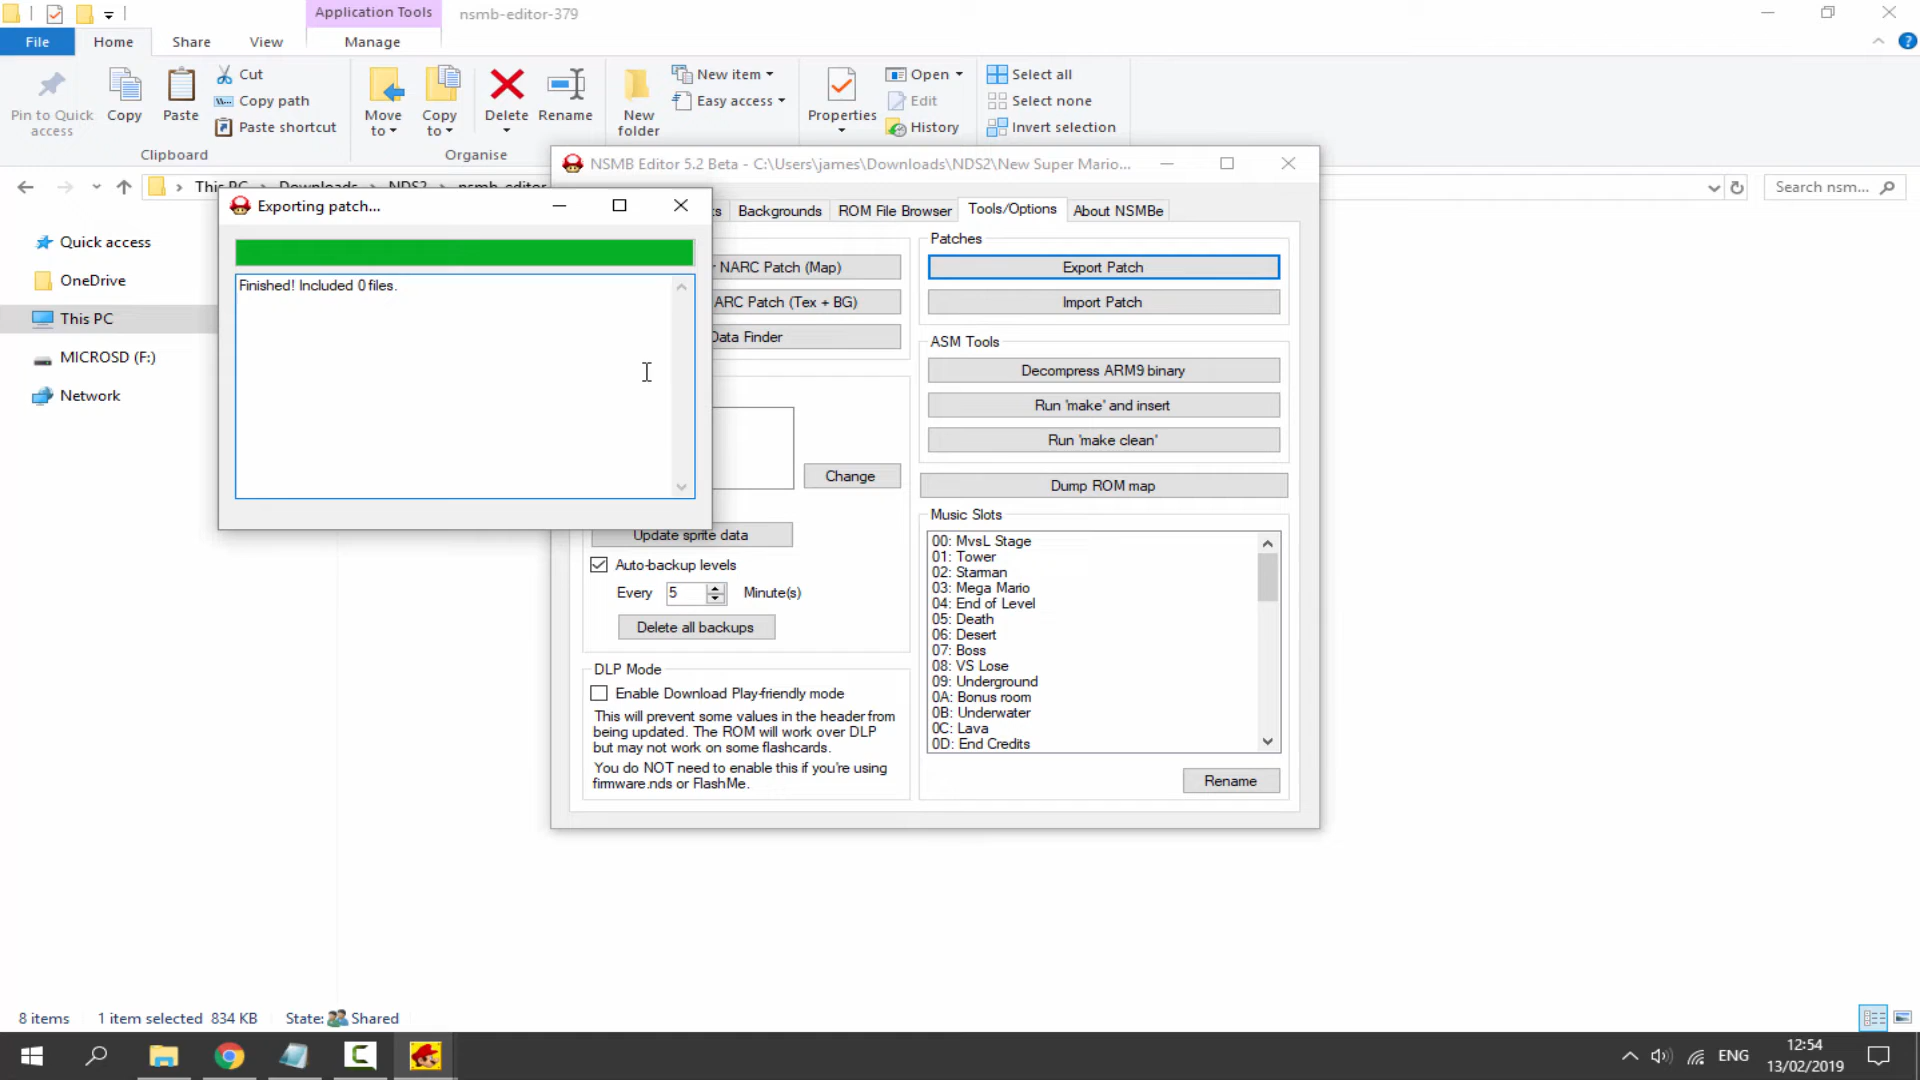 Application Tools
nsmb-editor-379
File
Home
Share
View
Manage
Pin to Quick access
Copy
Paste
Cut
Copy path
Paste shortcut
Clipboard
Move to
Copy to
Delete
Rename
Organise
New folder
New item
Easy access
Properties
Open
Edit
History
Select all
Select none
Invert selection
This PC
Downloads
NDS2
nsmb-editor
Search nsm...
Quick access
OneDrive
This PC
MICROSD (F:)
Network
NSMB Editor 5.2 Beta - C:\Users\james\Downloads\NDS2\New Super Mario...
Backgrounds
ROM File Browser
Tools/Options
About NSMBe
Exporting patch...
Finished! Included 0 files.
NARC Patch (Map)
ARC Patch (Tex + BG)
Data Finder
Change
Update sprite data
Auto-backup levels
Every 5 Minute(s)
Delete all backups
DLP Mode
Enable Download Play-friendly mode
This will prevent some values in the header from
being updated. The ROM will work over DLP
but may not work on some flashcards.
You do NOT need to enable this if you're using
firmware.nds or FlashMe.
Patches
Export Patch
Import Patch
ASM Tools
Decompress ARM9 binary
Run 'make' and insert
Run 'make clean'
Dump ROM map
Music Slots
00: MvsL Stage
01: Tower
02: Starman
03: Mega Mario
04: End of Level
05: Death
06: Desert
07: Boss
08: VS Lose
09: Underground
0A: Bonus room
0B: Underwater
0C: Lava
0D: End Credits
Rename
8 items
1 item selected 834 KB
State: Shared
ENG
12:54
13/02/2019